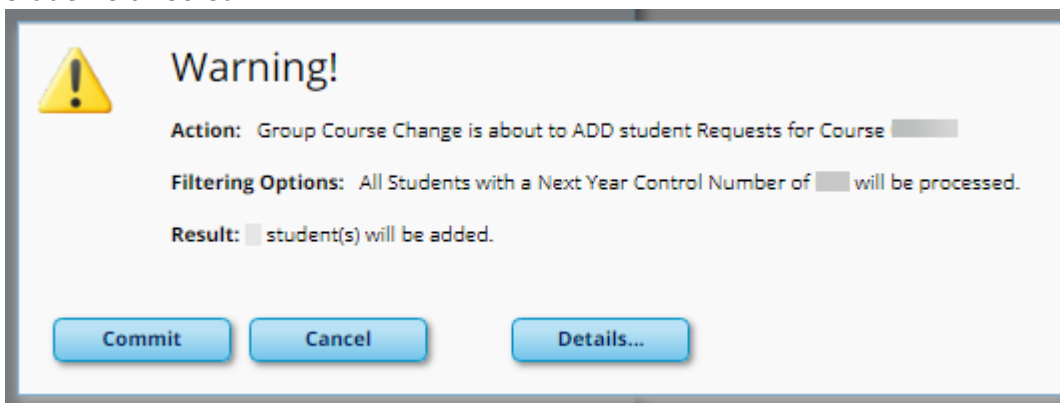 Warning!
Action: Group Course Change is about to ADD student Requests for Course
Filtering Options: All Students with a Next Year Control Number of will be processed.
Result: student(s) will be added.
Commit Cancel Details...